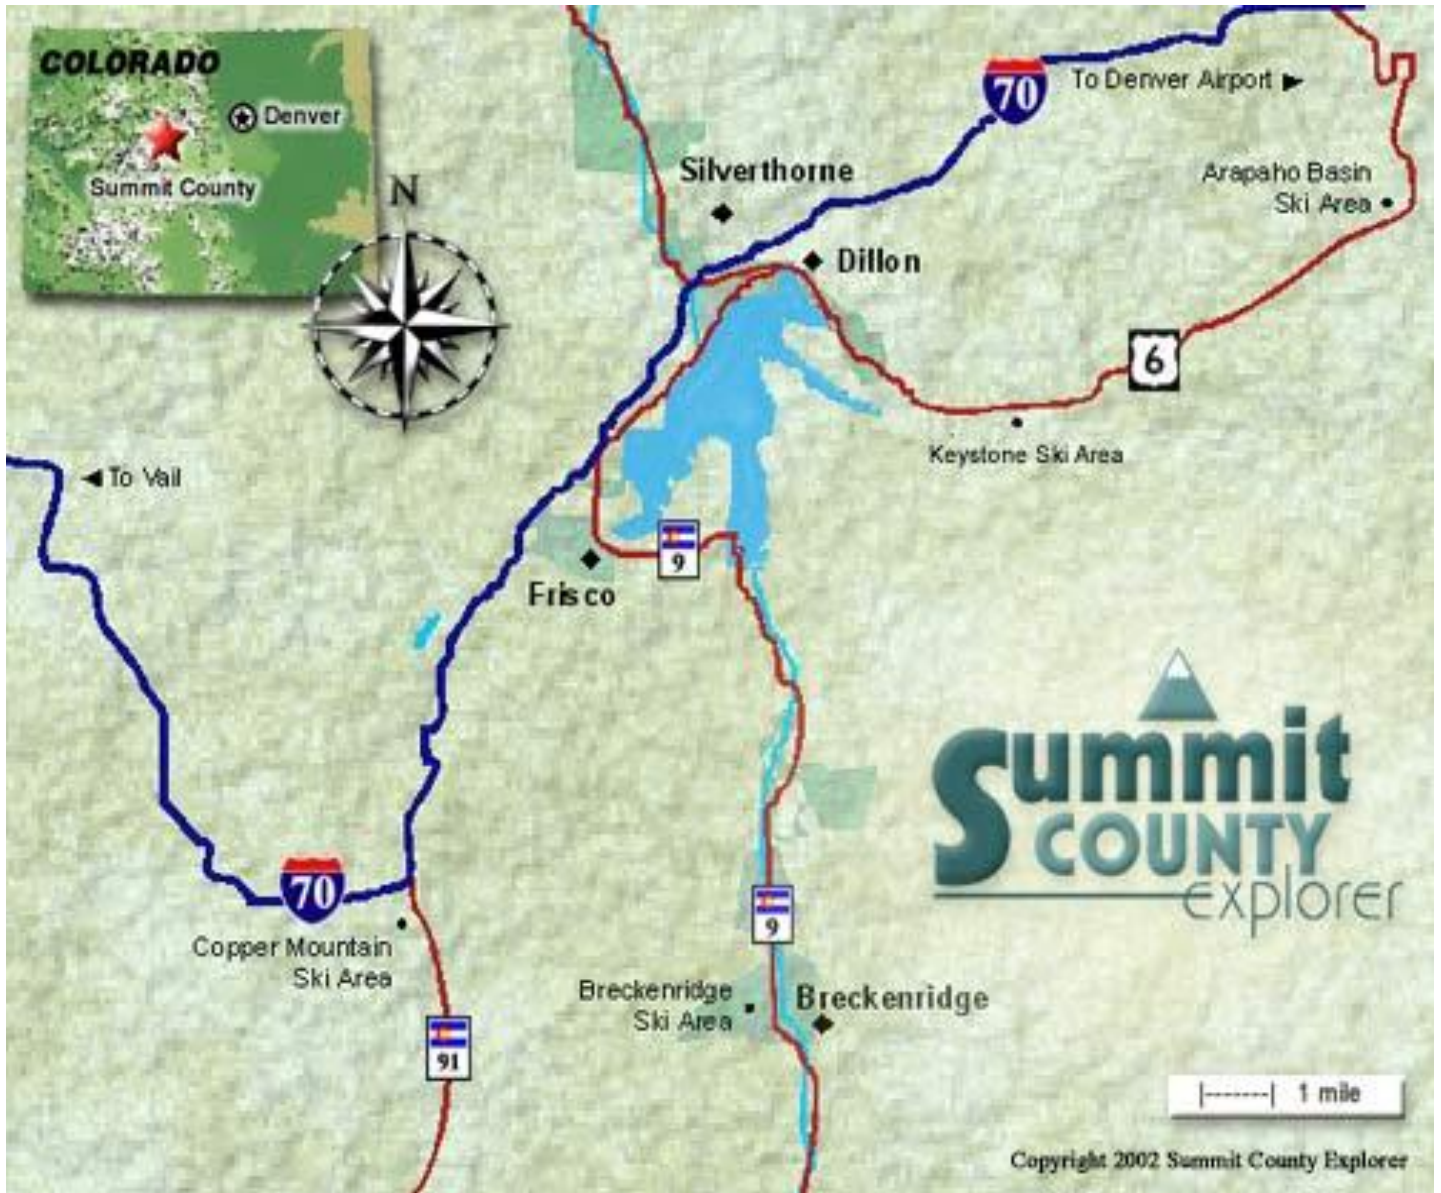 COLORADO
Denver
Summit County
N
70
To Denver Airport
Silverthorne
Arapaho Basin
Ski Area
Dillon
6
Keystone Ski Area
To Vail
9
Frisco
Summit
COUNTY
explorer
70
9
Copper Mountain
Ski Area
Breckenridge
Ski Area
Breckenridge
91
1 mile
Copyright 2002 Summit County Explorer